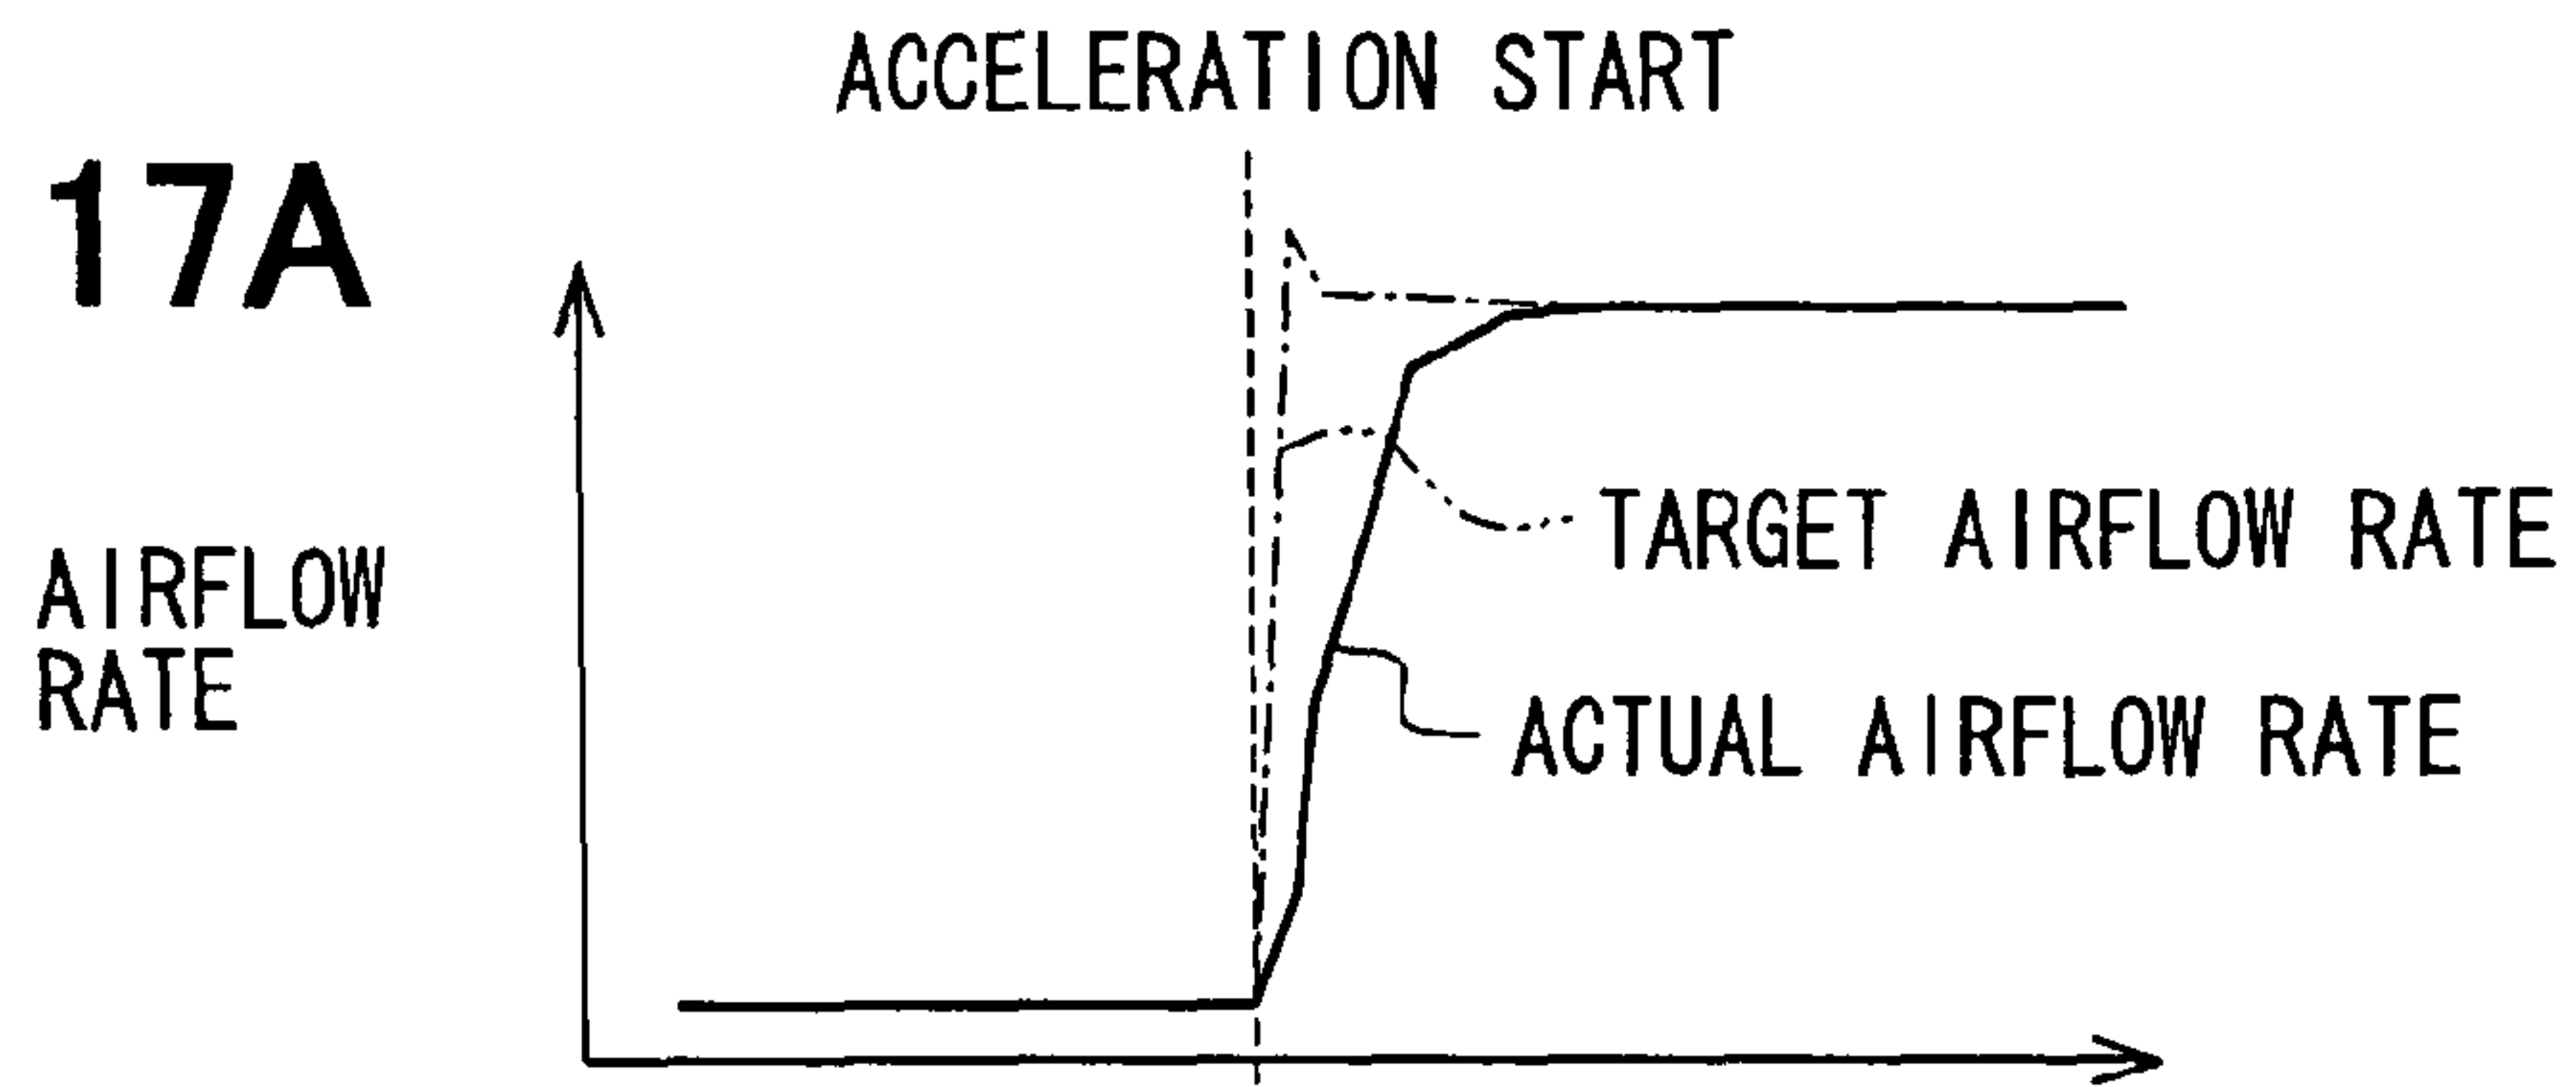 ACCELERATION START
17A
AIRFLOW
RATE
TARGET AIRFLOW RATE
ACTUAL AIRFLOW RATE